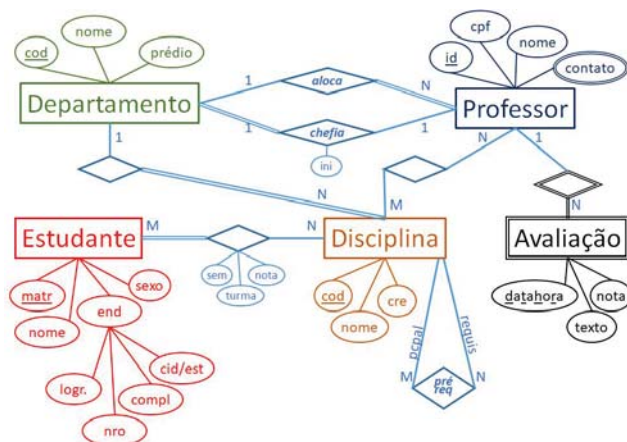 nome
cod
prédio
Departamento
1
aloca
N
1
chefia
1
ini
cpf
nome
id
contato
Professor
1
N
N
M
1
N
Estudante
M
N
sem
nota
turma
Disciplina
Avaliação
matr
sexo
nome
end
cid/est
logr.
compl
nro
cod
cre
nome
pcpal
requis
M
N
pré
req
datahora
nota
texto